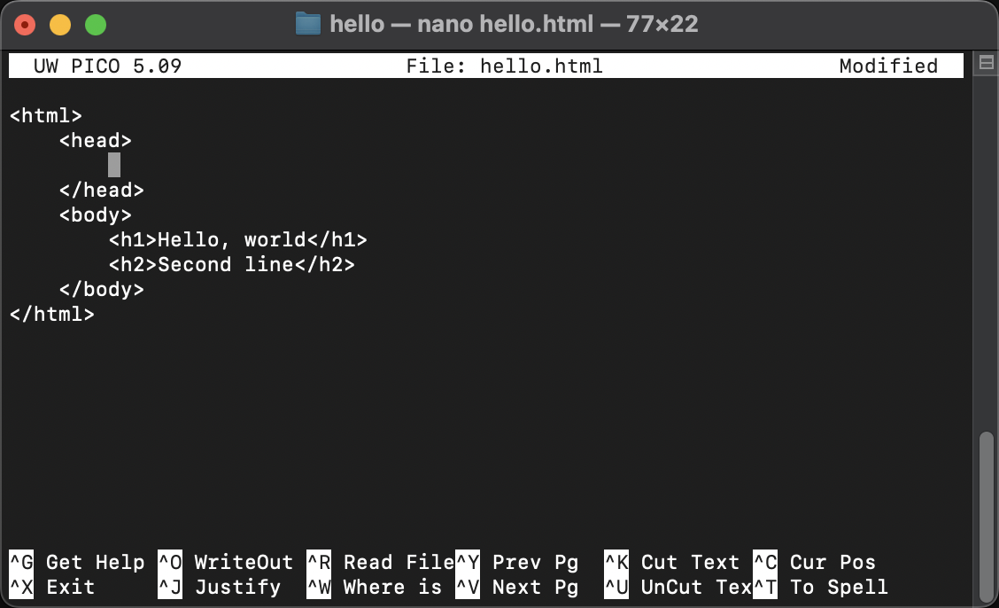 hello — nano hello.html — 77×22
UW PICO 5.09 File: hello.html Modified
<html>
    <head>
    </head>
    <body>
        <h1>Hello, world</h1>
        <h2>Second line</h2>
    </body>
</html>
^G Get Help ^O WriteOut ^R Read File^Y Prev Pg ^K Cut Text ^C Cur Pos
^X Exit ^J Justify ^W Where is ^V Next Pg ^U UnCut Tex^T To Spell